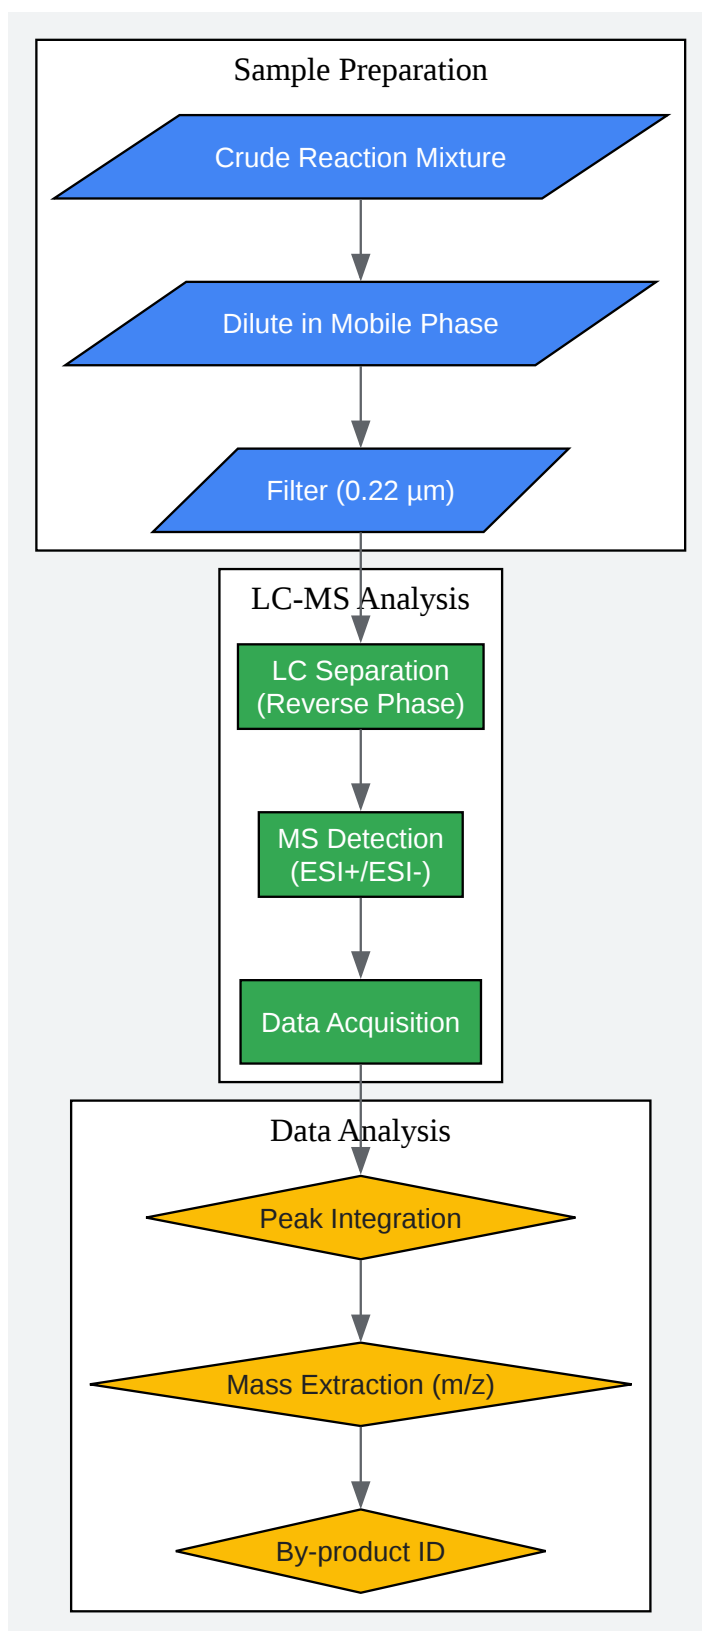 Sample Preparation
Crude Reaction Mixture
Dilute in Mobile Phase
Filter (0.22 µm)
LC-MS Analysis
LC Separation
(Reverse Phase)
MS Detection
(ESI+/ESI-)
Data Acquisition
Data Analysis
Peak Integration
Mass Extraction (m/z)
By-product ID